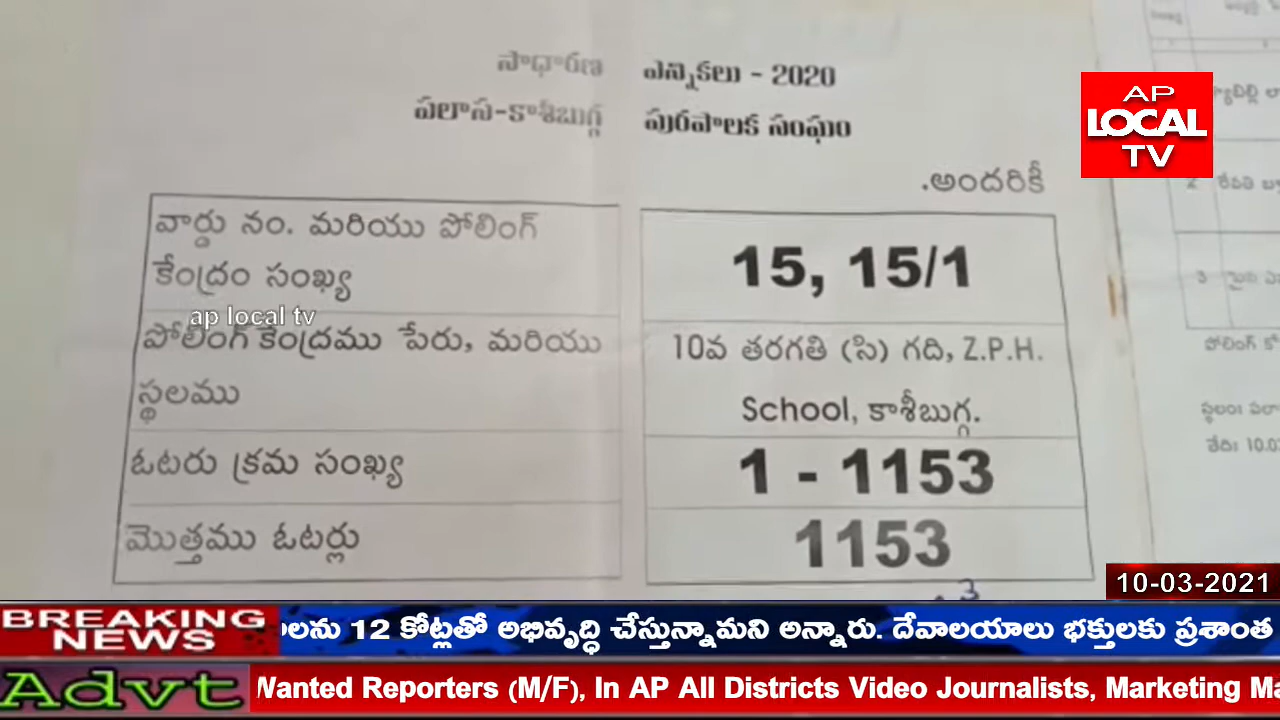 సాధారణ ఎన్నికలు - 2020
పలాస-కాశీబుగ్గ పురపాలక సంఘం
.అందరికీ
వార్డు నం. మరియు పోలింగ్
కేంద్రం సంఖ్య
15, 15/1
పోలింగ్ కేంద్రము పేరు, మరియు
స్థలము
10వ తరగతి (సి) గది, Z.P.H.
School, కాశీబుగ్గ.
ఓటరు క్రమ సంఖ్య
1 - 1153
మొత్తము ఓటర్లు
1153
ap local tv
AP
LOCAL
TV
2
3
పోలింగ్
10-03-2021
BREAKING
NEWS
లను 12 కోట్లతో అభివృద్ధి చేస్తున్నామని అన్నారు. దేవాలయాలు భక్తులకు ప్రశాంత
Advt
Wanted Reporters (M/F), In AP All Districts Video Journalists, Marketing